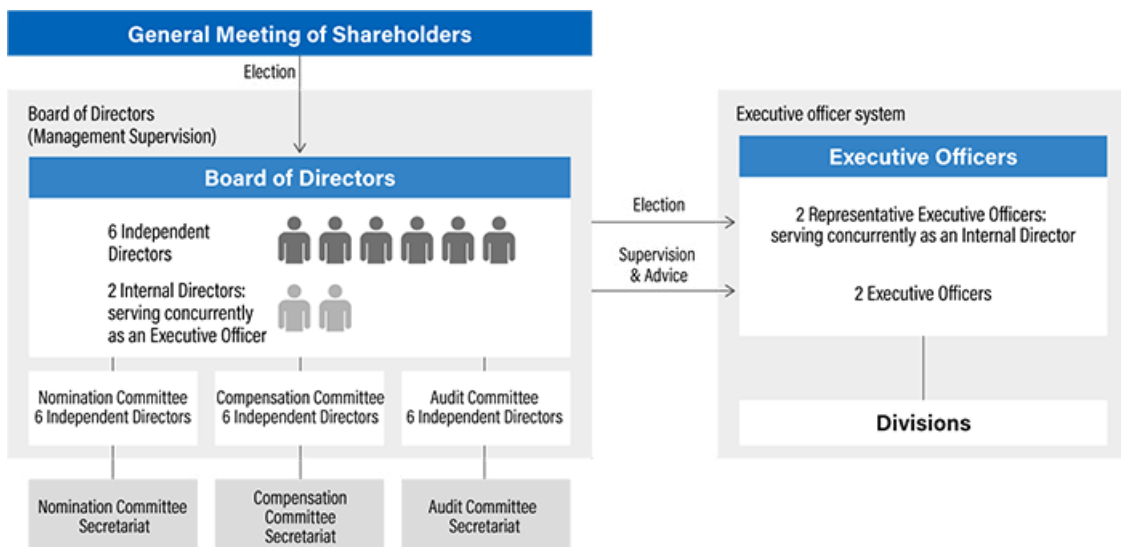 General Meeting of Shareholders
Election
Board of Directors
(Management Supervision)
Board of Directors
6 Independent
Directors
2 Internal Directors:
serving concurrently
as an Executive Officer
Nomination Committee
6 Independent Directors
Compensation Committee
6 Independent Directors
Audit Committee
6 Independent Directors
Nomination Committee
Secretariat
Compensation
Committee
Secretariat
Audit Committee
Secretariat
Election
Supervision
& Advice
Executive officer system
Executive Officers
2 Representative Executive Officers:
serving concurrently as an Internal Director
2 Executive Officers
Divisions